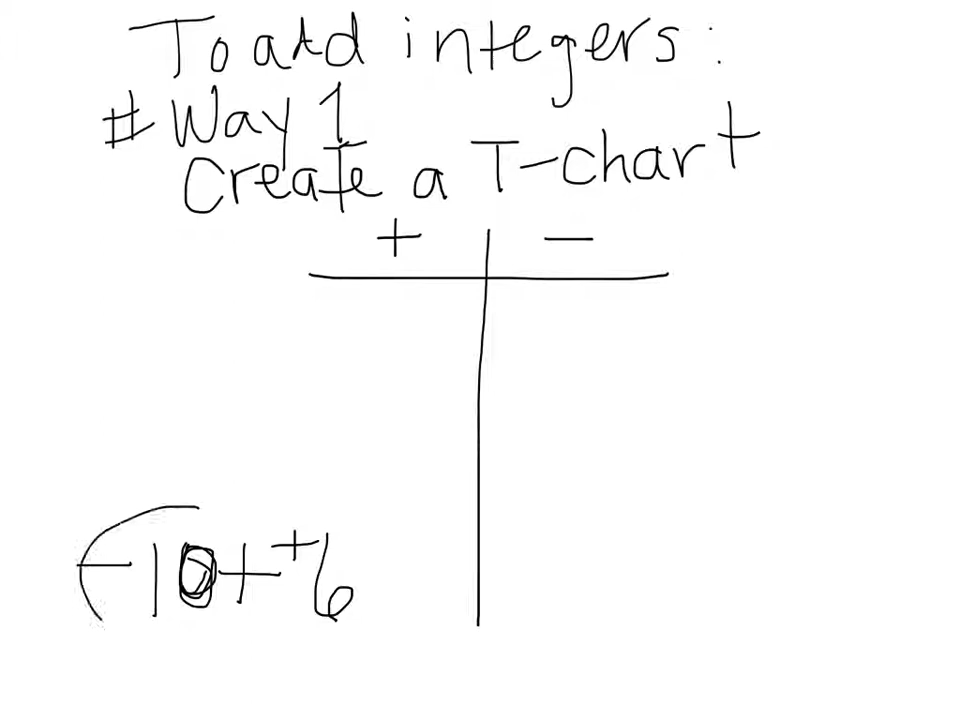 To add integers:
# Way 1
Create a T-chart
+ | −
(−10 + +6